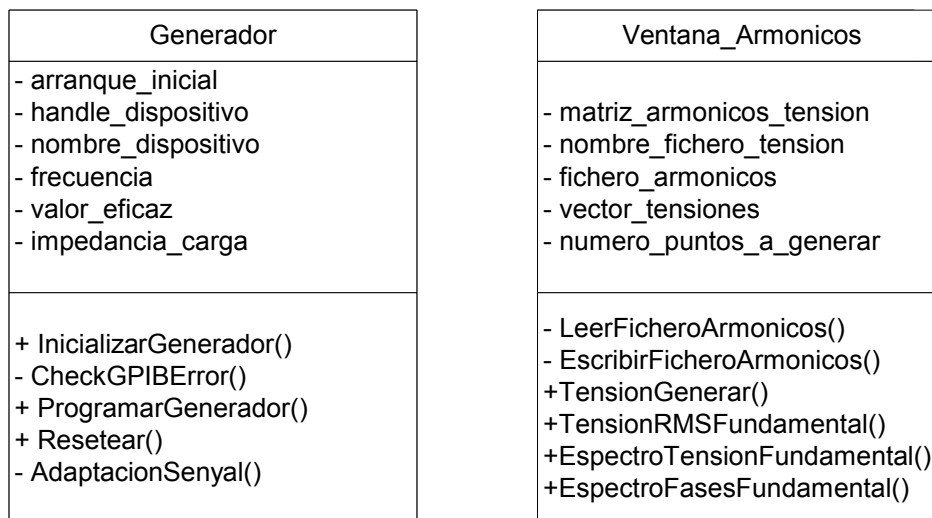 Generador
- arranque_inicial
- handle_dispositivo
- nombre_dispositivo
- frecuencia
- valor_eficaz
- impedancia_carga
+ InicializarGenerador()
- CheckGPIBError()
+ ProgramarGenerador()
+ Resetear()
- AdaptacionSenyal()
Ventana_Armonicos
- matriz_armonicos_tension
- nombre_fichero_tension
- fichero_armonicos
- vector_tensiones
- numero_puntos_a_generar
- LeerFicheroArmonicos()
- EscribirFicheroArmonicos()
+TensionGenerar()
+TensionRMSFundamental()
+EspectroTensionFundamental()
+EspectroFasesFundamental()